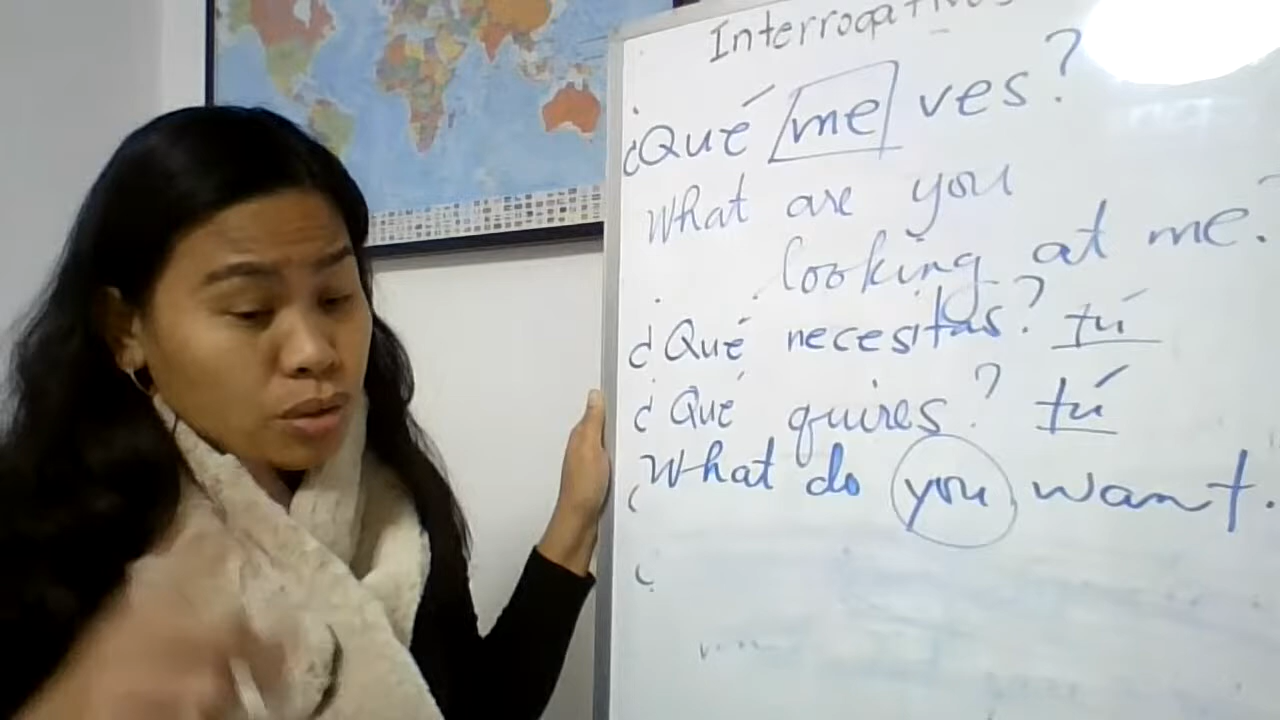 Interrogativos
¿Qué me ves?
What are you
looking at me?
¿Qué necesitas? tú
¿Qué quires? tú
What do you want.